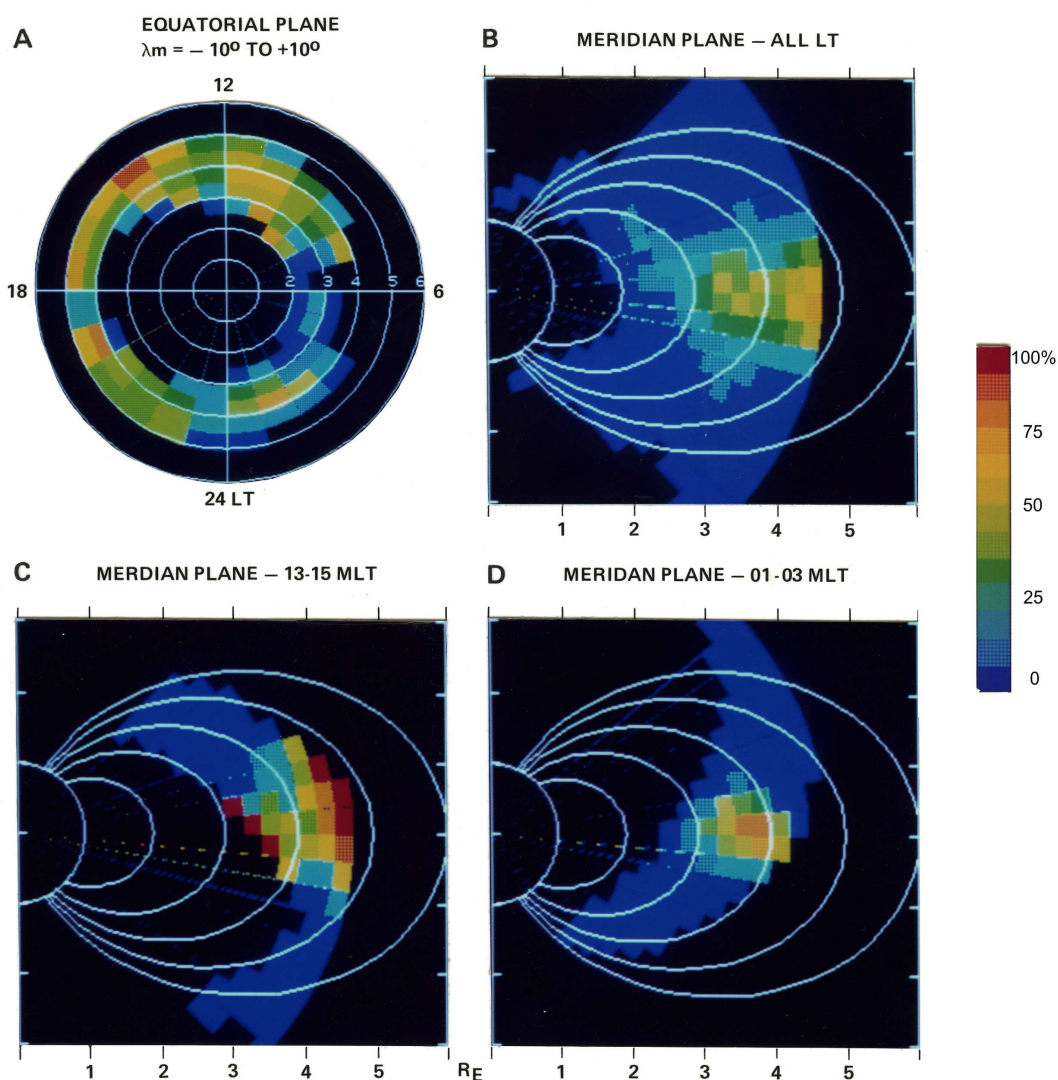 A
EQUATORIAL PLANE
λm = – 10º TO +10º
12
18
2 3 4 5 6
6
24 LT
B
MERIDIAN PLANE – ALL LT
1 2 3 4 5
100%
75
50
25
0
C
MERDIAN PLANE – 13-15 MLT
1 2 3 4 5 RE
D
MERIDAN PLANE – 01-03 MLT
1 2 3 4 5